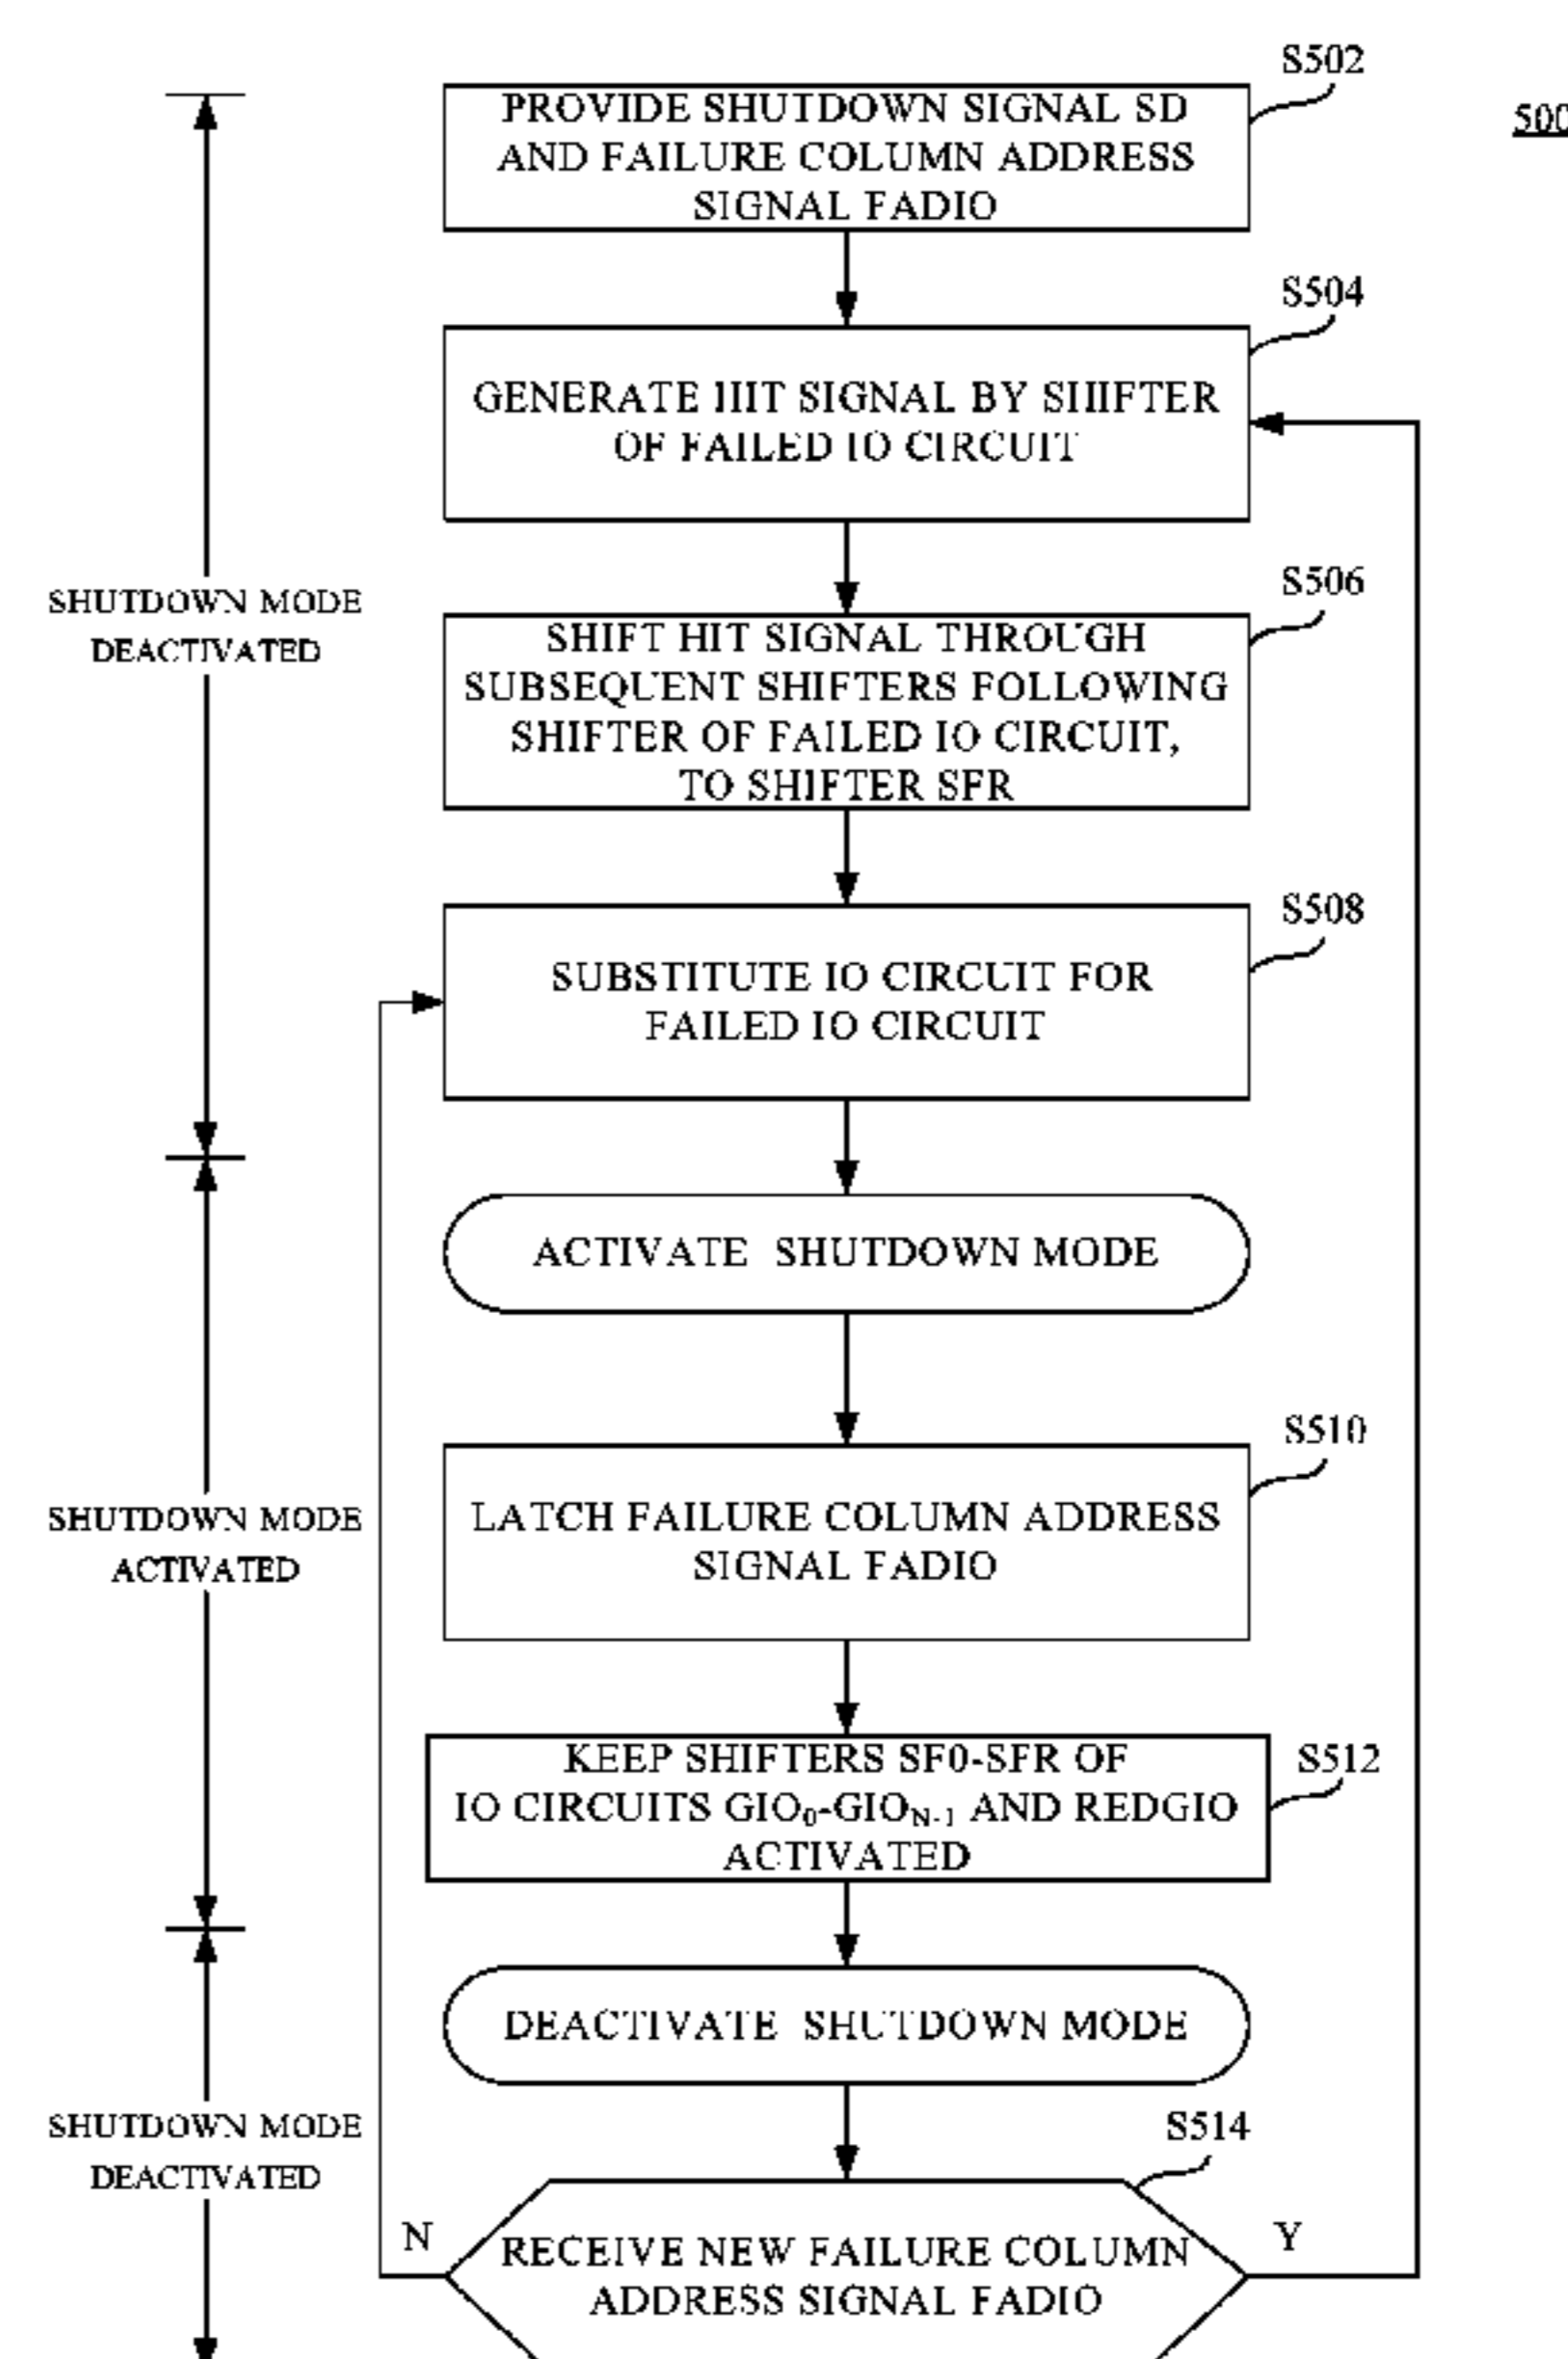 S502
500
PROVIDE SHUTDOWN SIGNAL SD
AND FAILURE COLUMN ADDRESS
SIGNAL FADIO
S504
GENERATE HIT SIGNAL BY SHIFTER
OF FAILED IO CIRCUIT
S506
SHUTDOWN MODE
DEACTIVATED
SHIFT HIT SIGNAL THROUGH
SUBSEQUENT SHIFTERS FOLLOWING
SHIFTER OF FAILED IO CIRCUIT,
TO SHIFTER SFR
S508
SUBSTITUTE IO CIRCUIT FOR
FAILED IO CIRCUIT
ACTIVATE SHUTDOWN MODE
S510
SHUTDOWN MODE
ACTIVATED
LATCH FAILURE COLUMN ADDRESS
SIGNAL FADIO
S512
KEEP SHIFTERS SF0-SFR OF
IO CIRCUITS GIO0-GION-1 AND REDGIO
ACTIVATED
DEACTIVATE SHUTDOWN MODE
SHUTDOWN MODE
DEACTIVATED
S514
N
Y
RECEIVE NEW FAILURE COLUMN
ADDRESS SIGNAL FADIO